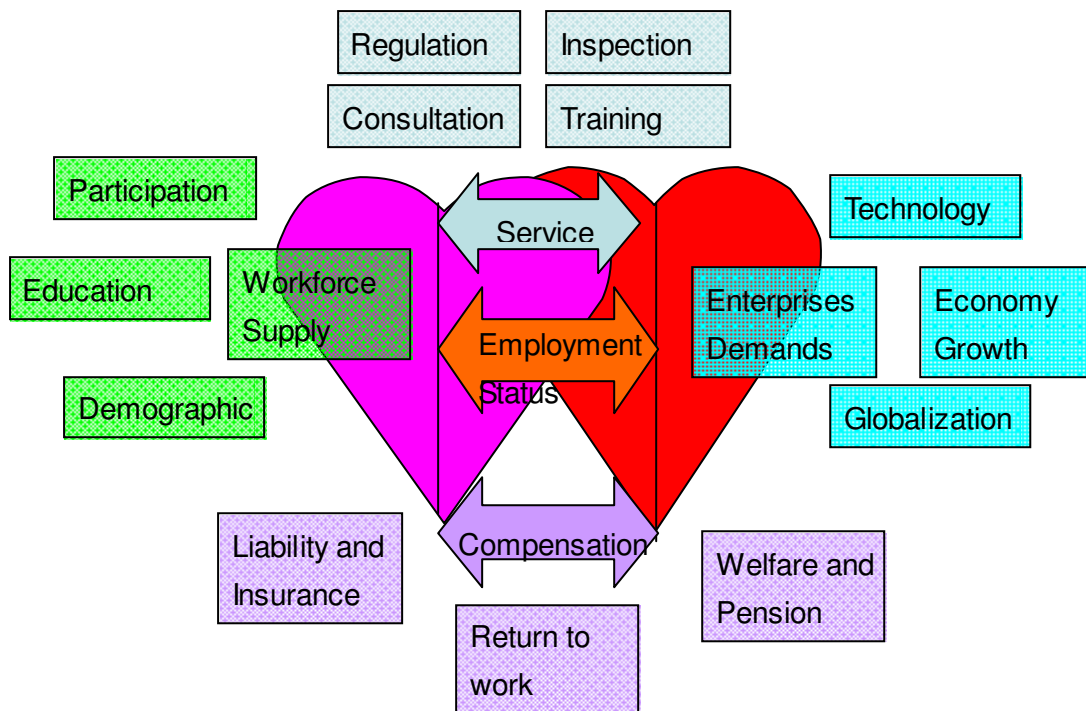 Regulation
Inspection
Consultation
Training
Participation
Technology
Service
Education
Workforce
Supply
Enterprises
Demands
Economy
Growth
Employment
Status
Demographic
Globalization
Liability and
Insurance
Compensation
Welfare and
Pension
Return to
work